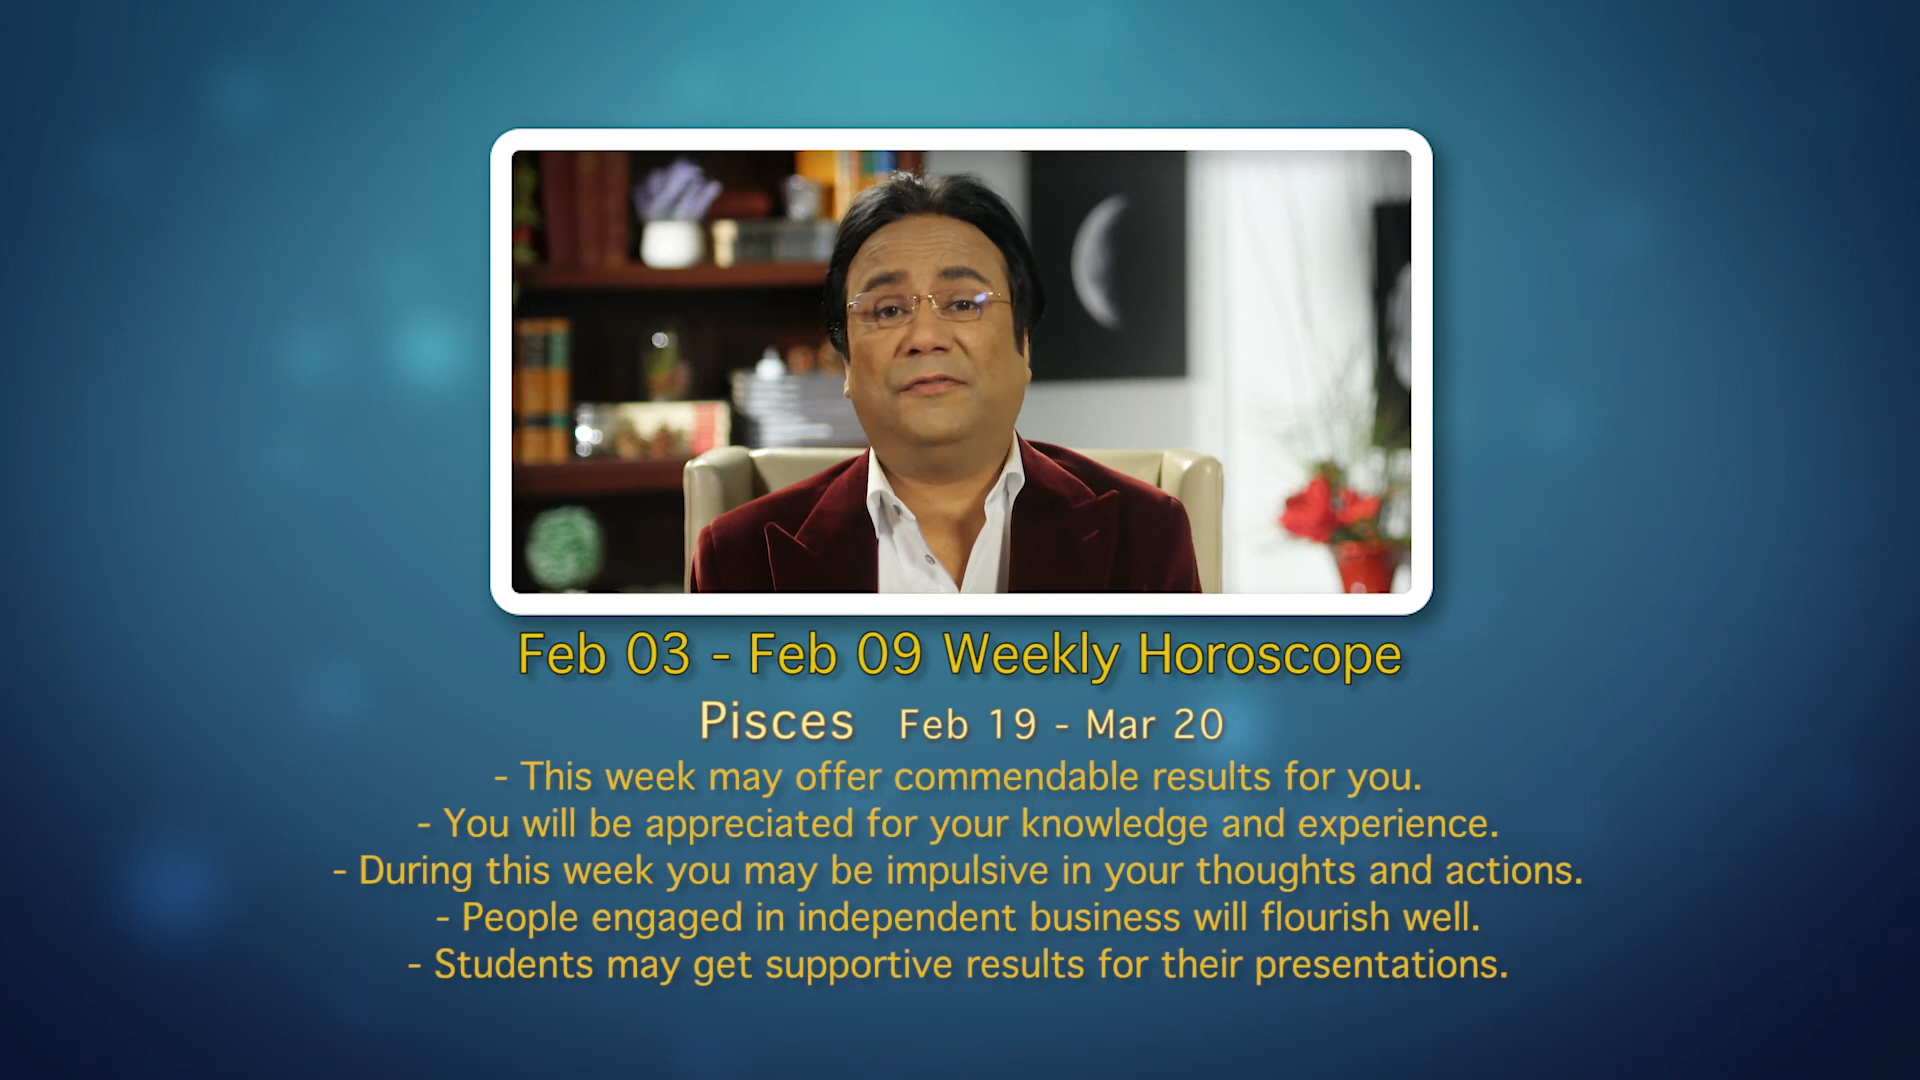 Feb 03 - Feb 09 Weekly Horoscope
Pisces Feb 19 - Mar 20
- This week may offer commendable results for you.
- You will be appreciated for your knowledge and experience.
- During this week you may be impulsive in your thoughts and actions.
- People engaged in independent business will flourish well.
- Students may get supportive results for their presentations.